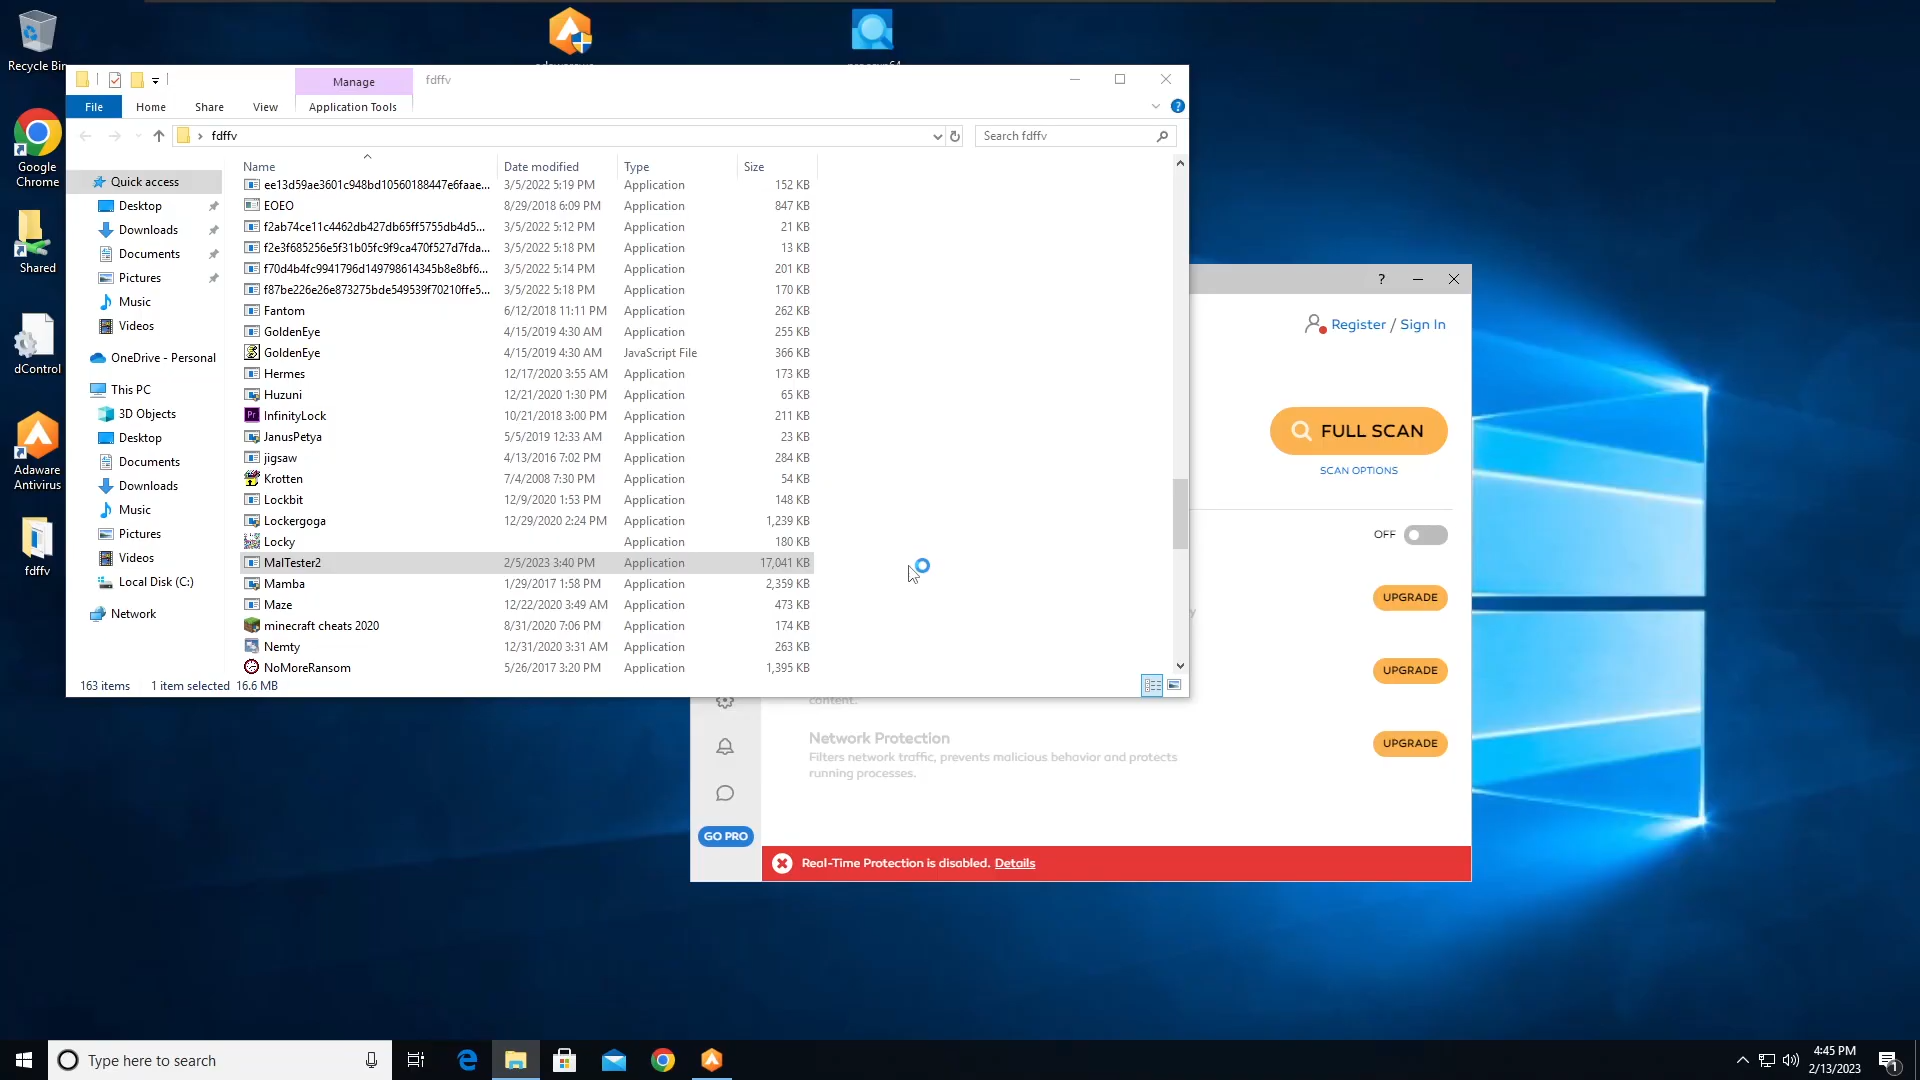 Recycle Bin
Google
Chrome
Shared
dControl
Adaware
Antivirus
fdffv
Manage
fdffv
File
Home
Share
View
Application Tools
fdffv
Search fdffv
Quick access
Desktop
Downloads
Documents
Pictures
Music
Videos
OneDrive - Personal
This PC
3D Objects
Desktop
Documents
Downloads
Music
Pictures
Videos
Local Disk (C:)
Network
Name Date modified Type Size
ee13d59ae3601c948bd10560188447e6faae... 3/5/2022 5:19 PM Application 152 KB
EOEO 8/29/2018 6:09 PM Application 847 KB
f2ab74ce11c4462db427db65ff5755db4d5... 3/5/2022 5:12 PM Application 21 KB
f2e3f685256e5f31b05fc9f9ca470f527d7fda... 3/5/2022 5:18 PM Application 13 KB
f70d4b4fc9941796d149798614345b8e8bf6... 3/5/2022 5:14 PM Application 201 KB
f87be226e26e873275bde549539f70210ffe5... 3/5/2022 5:18 PM Application 170 KB
Fantom 6/12/2018 11:11 PM Application 262 KB
GoldenEye 4/15/2019 4:30 AM Application 255 KB
GoldenEye 4/15/2019 4:30 AM JavaScript File 366 KB
Hermes 12/17/2020 3:55 AM Application 173 KB
Huzuni 12/21/2020 1:30 PM Application 65 KB
InfinityLock 10/21/2018 3:00 PM Application 211 KB
JanusPetya 5/5/2019 12:33 AM Application 23 KB
jigsaw 4/13/2016 7:02 PM Application 284 KB
Krotten 7/4/2008 7:30 PM Application 54 KB
Lockbit 12/9/2020 1:53 PM Application 148 KB
Lockergoga 12/29/2020 2:24 PM Application 1,239 KB
Locky Application 180 KB
MalTester2 2/5/2023 3:40 PM Application 17,041 KB
Mamba 1/29/2017 1:58 PM Application 2,359 KB
Maze 12/22/2020 3:49 AM Application 473 KB
minecraft cheats 2020 8/31/2020 7:06 PM Application 174 KB
Nemty 12/31/2020 3:31 AM Application 263 KB
NoMoreRansom 5/26/2017 3:20 PM Application 1,395 KB
163 items 1 item selected 16.6 MB
?
Register / Sign In
FULL SCAN
SCAN OPTIONS
OFF
UPGRADE
UPGRADE
content.
Network Protection
Filters network traffic, prevents malicious behavior and protects
running processes.
UPGRADE
GO PRO
Real-Time Protection is disabled. Details
Type here to search
4:45 PM
2/13/2023
1